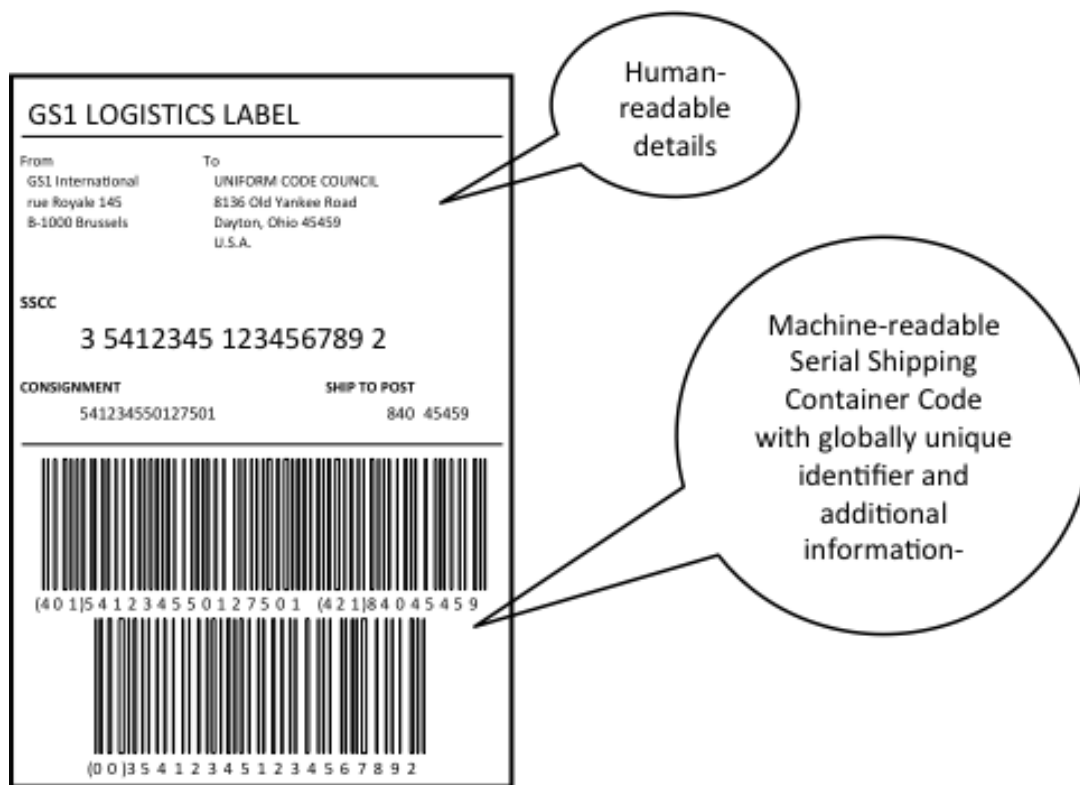 GS1 LOGISTICS LABEL
From
GS1 International
rue Royale 145
B-1000 Brussels
To
UNIFORM CODE COUNCIL
8136 Old Yankee Road
Dayton, Ohio 45459
U.S.A.
SSCC
3 5412345 123456789 2
CONSIGNMENT
541234550127501
SHIP TO POST
840 45459
(401)541234550127501 (421)84045459
(00)354123451234567892
Human-
readable
details
Machine-readable
Serial Shipping
Container Code
with globally unique
identifier and
additional
information-